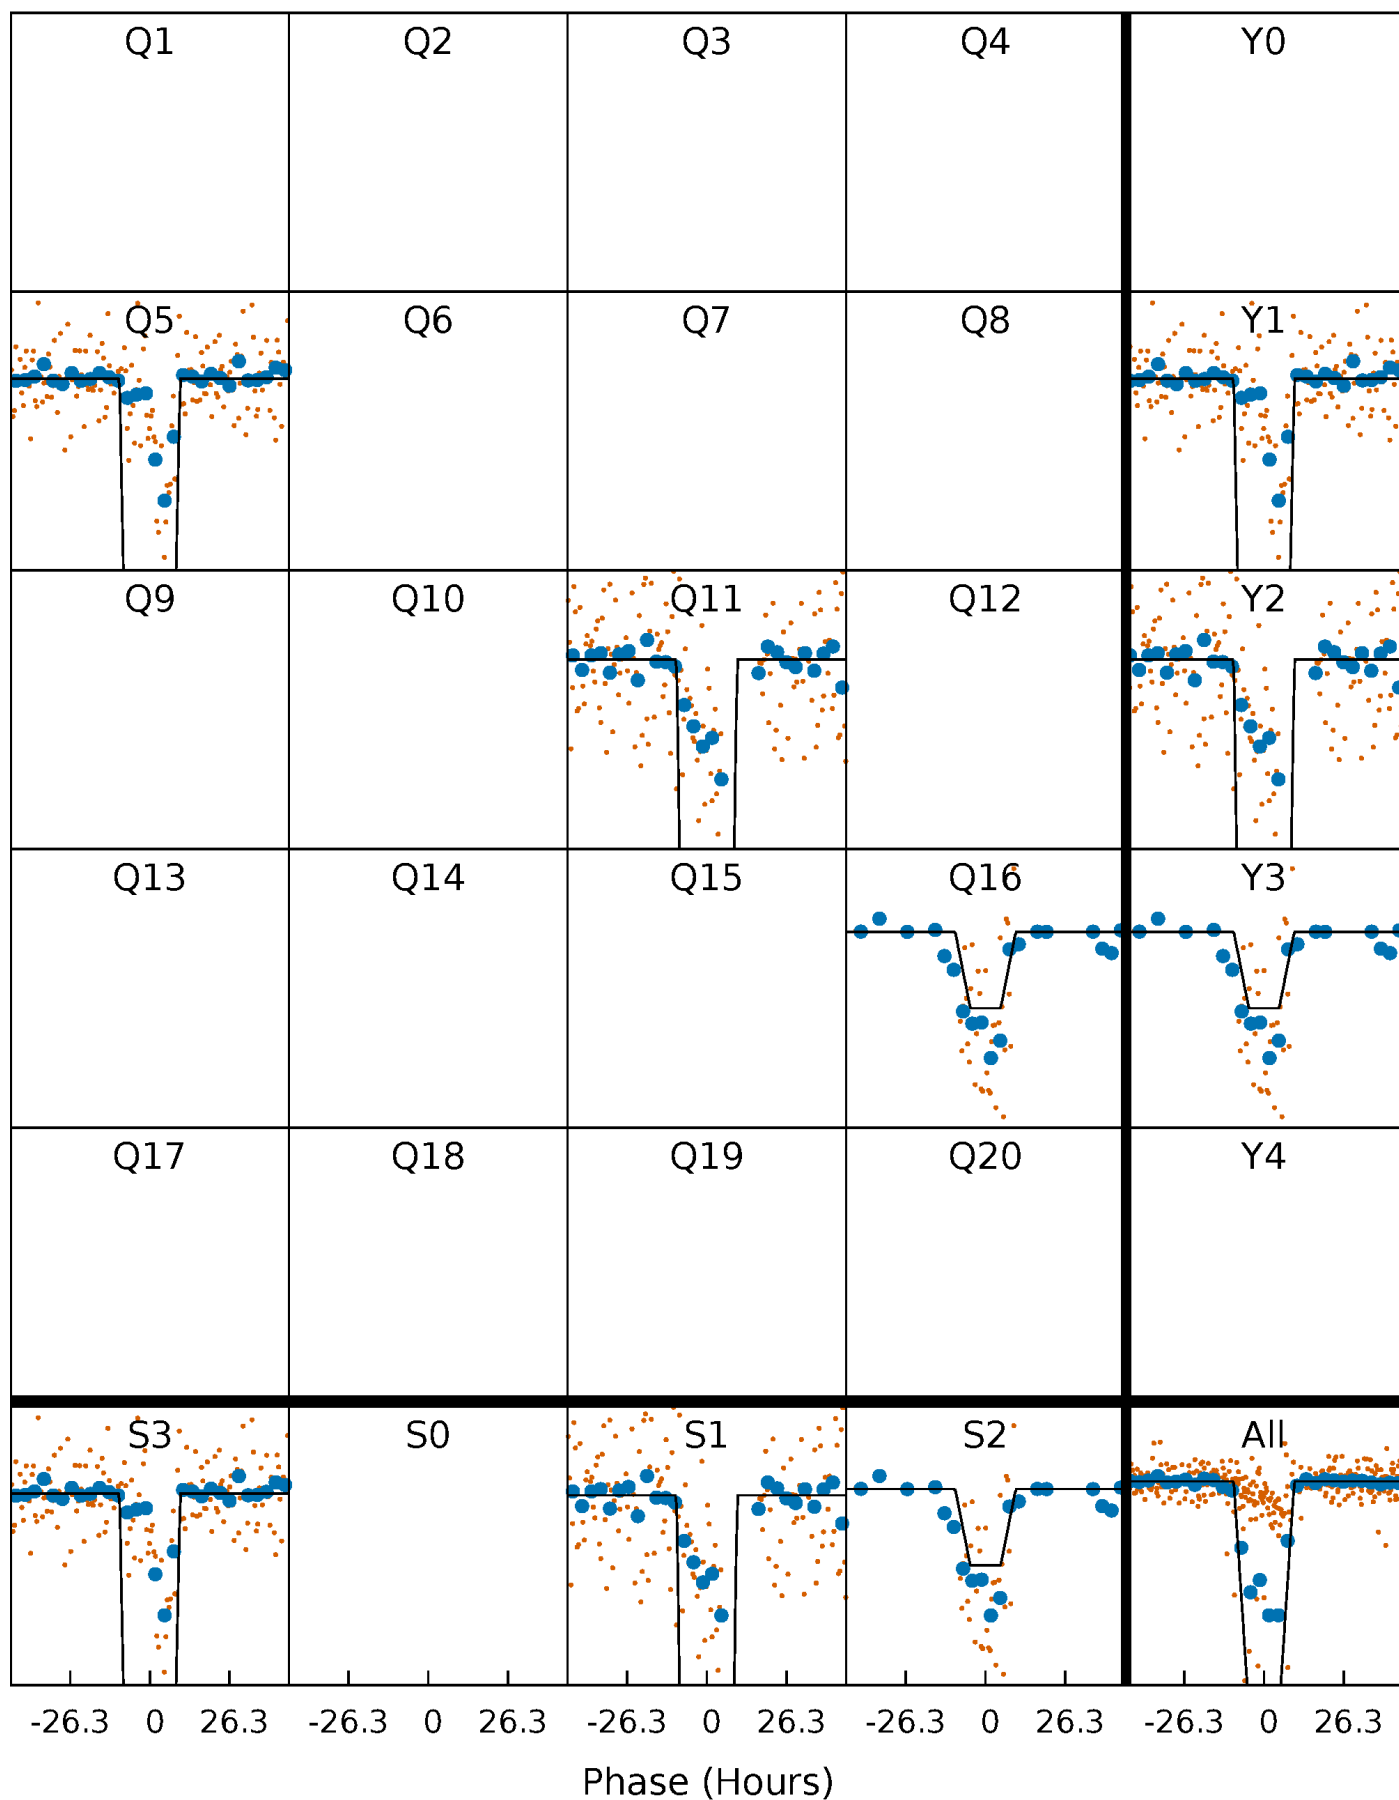 Q1 Q2 Q3 Q4 Y0
Q5 Q6 Q7 Q8 Y1
Q9 Q10 Q11 Q12 Y2
Q13 Q14 Q15 Q16 Y3
Q17 Q18 Q19 Q20 Y4
S3 S0 S1 S2 All
-26.3 0 26.3 -26.3 0 26.3 -26.3 0 26.3 -26.3 0 26.3 -26.3 0 26.3
Phase (Hours)